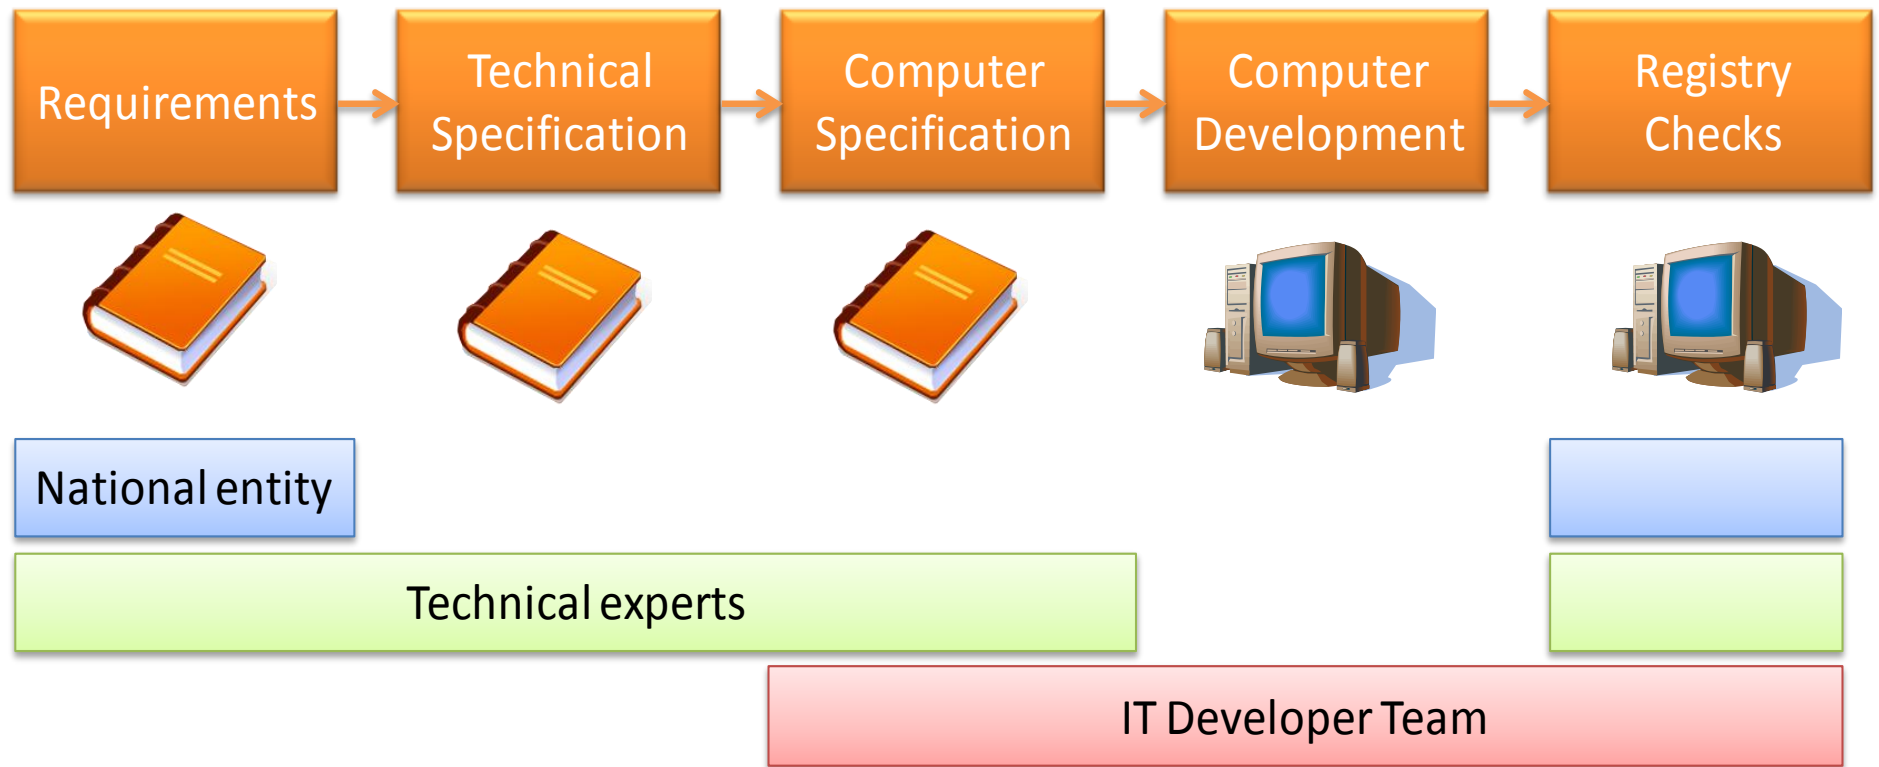 Requirements
Technical
Specification
Computer
Specification
Computer
Development
Registry
Checks
National entity
Technical experts
IT Developer Team